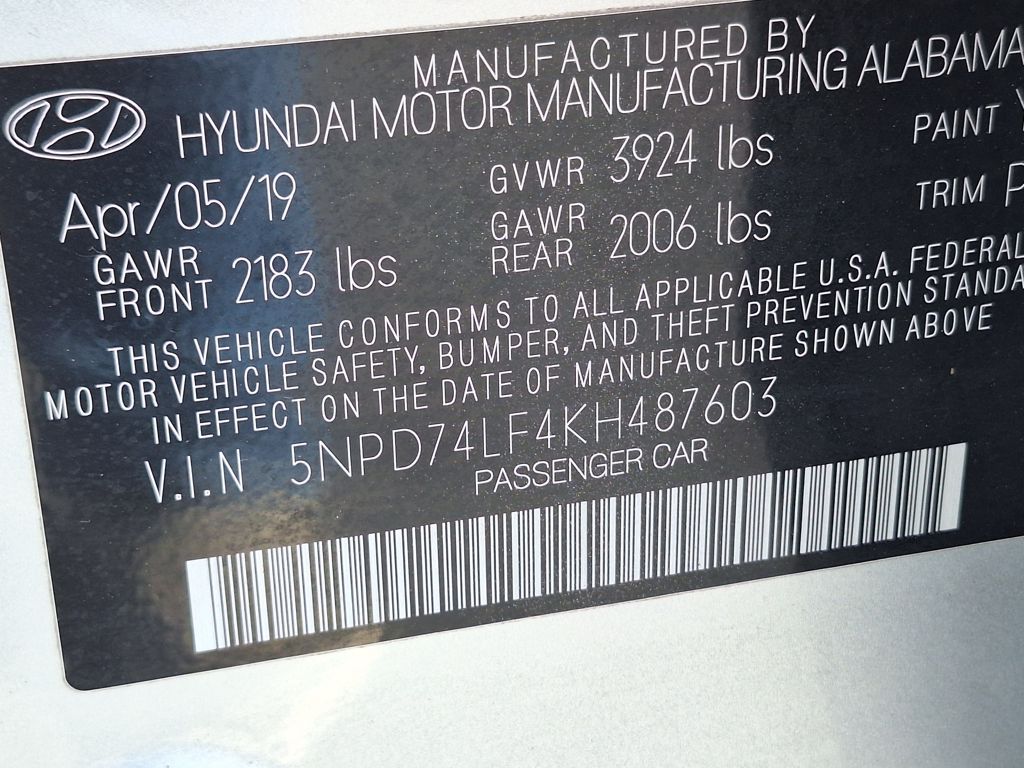 MANUFACTURED BY
HYUNDAI MOTOR MANUFACTURING ALABAMA
Apr/05/19 GVWR 3924 lbs PAINT
GAWR FRONT 2183 lbs GAWR REAR 2006 lbs TRIM
THIS VEHICLE CONFORMS TO ALL APPLICABLE U.S.A. FEDERAL
MOTOR VEHICLE SAFETY, BUMPER, AND THEFT PREVENTION STANDA
IN EFFECT ON THE DATE OF MANUFACTURE SHOWN ABOVE
V.I.N 5NPD74LF4KH487603
PASSENGER CAR